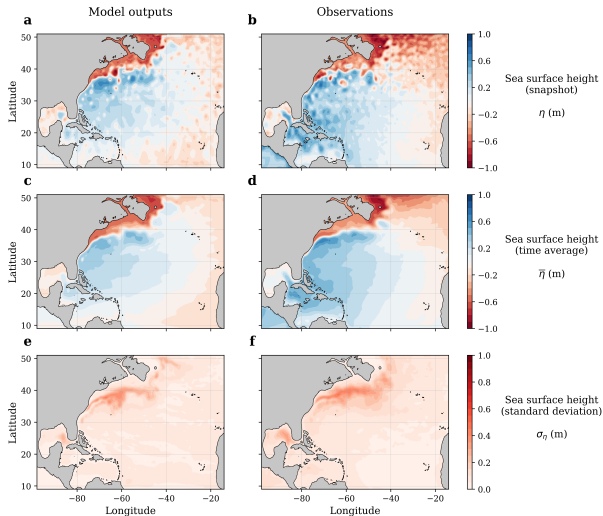 Model outputs
Observations
a
b
50
40
30
20
10
Latitude
1.0
0.6
0.2
−0.2
−0.6
−1.0
Sea surface height
(snapshot)
η (m)
c
d
50
40
30
20
10
Latitude
1.0
0.6
0.2
−0.2
−0.6
−1.0
Sea surface height
(time average)
η̅ (m)
e
f
50
40
30
20
10
Latitude
−80 −60 −40 −20
Longitude
−80 −60 −40 −20
Longitude
1.0
0.8
0.6
0.4
0.2
0.0
Sea surface height
(standard deviation)
σ_η (m)